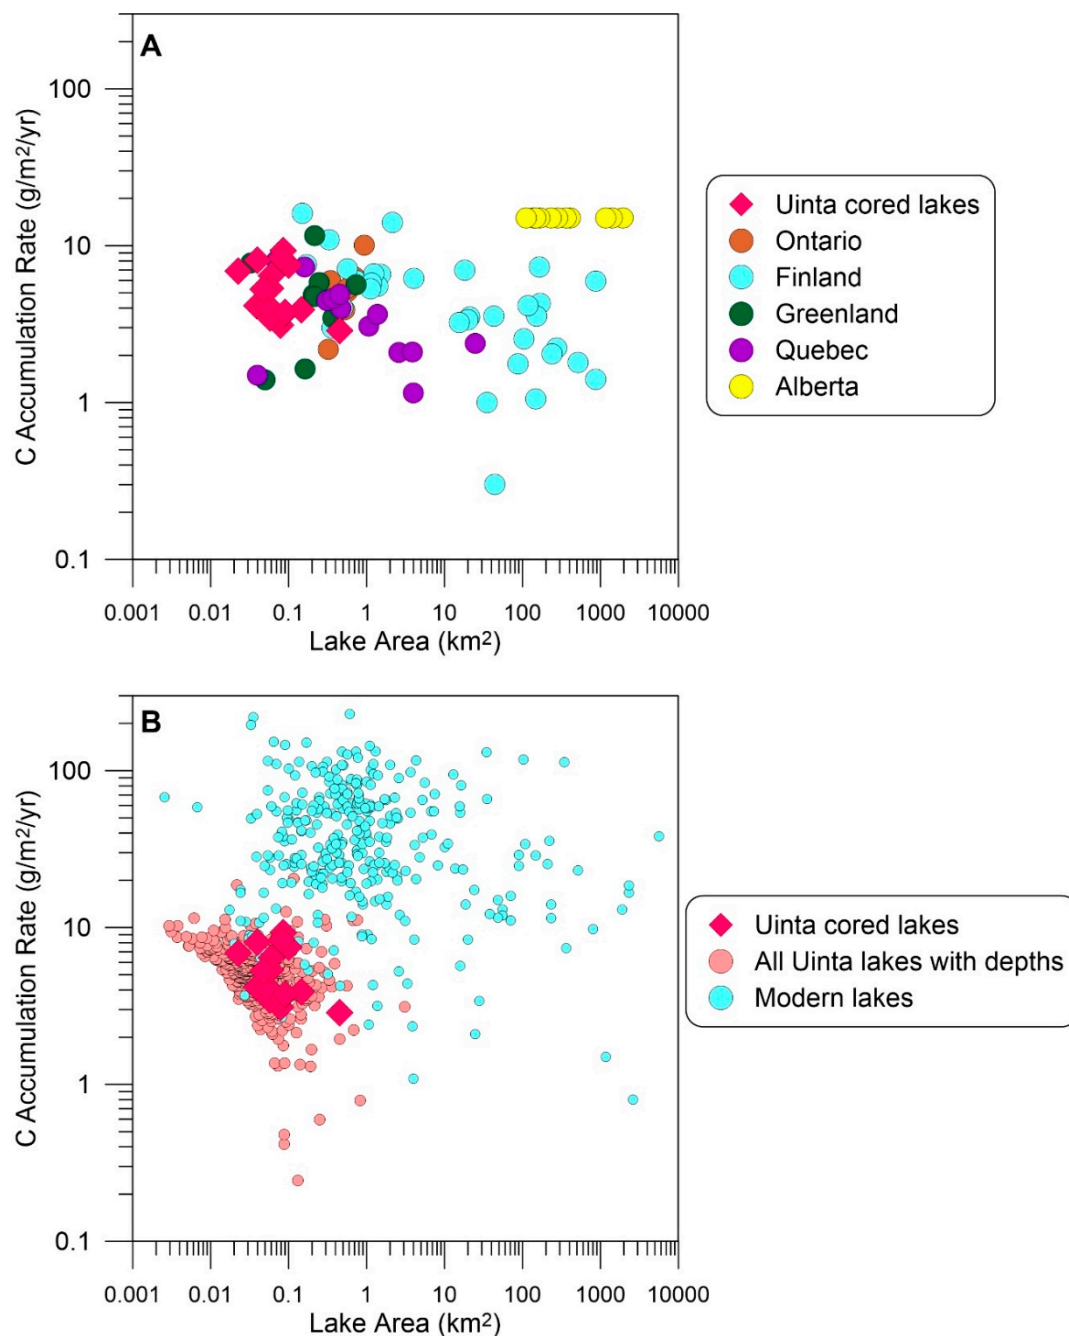 A
100
10
1
0.1
C Accumulation Rate (g/m²/yr)
0.001 0.01 0.1 1 10 100 1000 10000
Lake Area (km²)
Uinta cored lakes
Ontario
Finland
Greenland
Quebec
Alberta
B
100
10
1
0.1
C Accumulation Rate (g/m²/yr)
0.001 0.01 0.1 1 10 100 1000 10000
Lake Area (km²)
Uinta cored lakes
All Uinta lakes with depths
Modern lakes